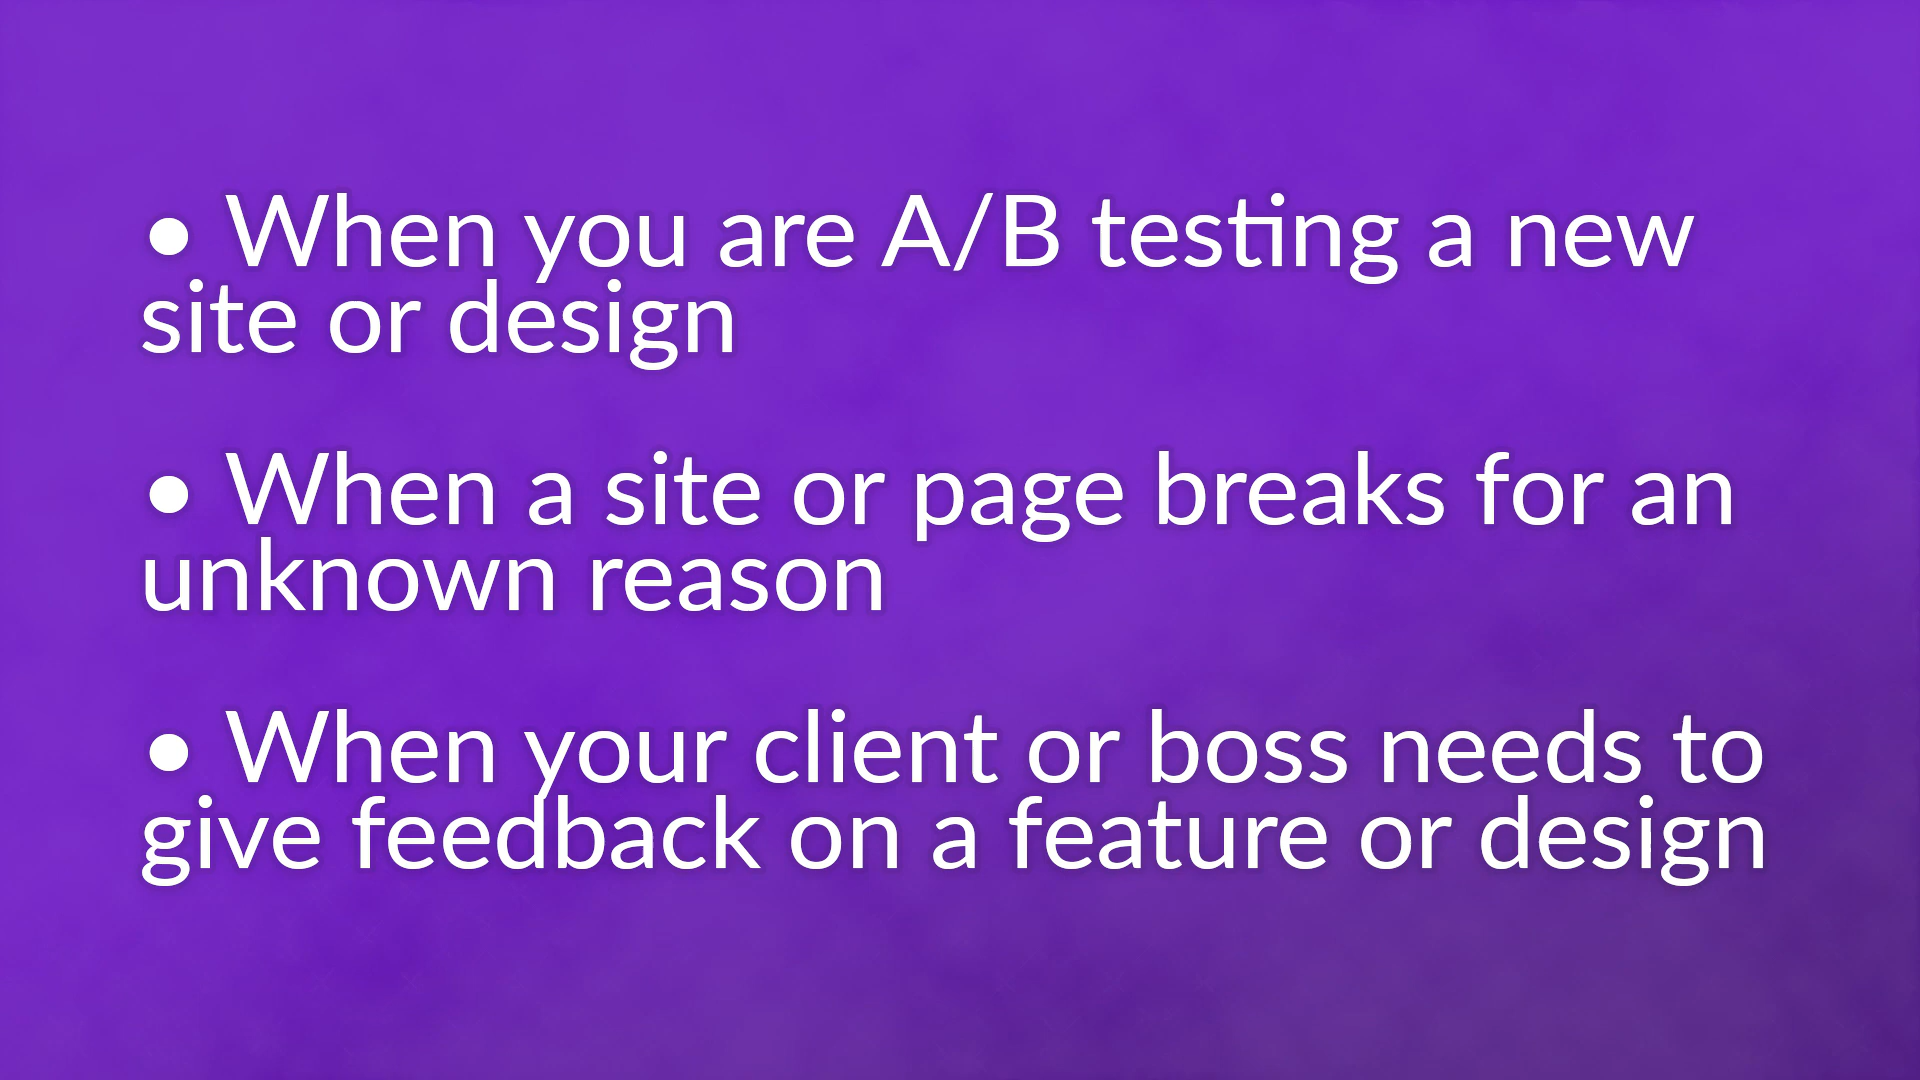 • When you are A/B testing a new
site or design
• When a site or page breaks for an
unknown reason
• When your client or boss needs to
give feedback on a feature or design